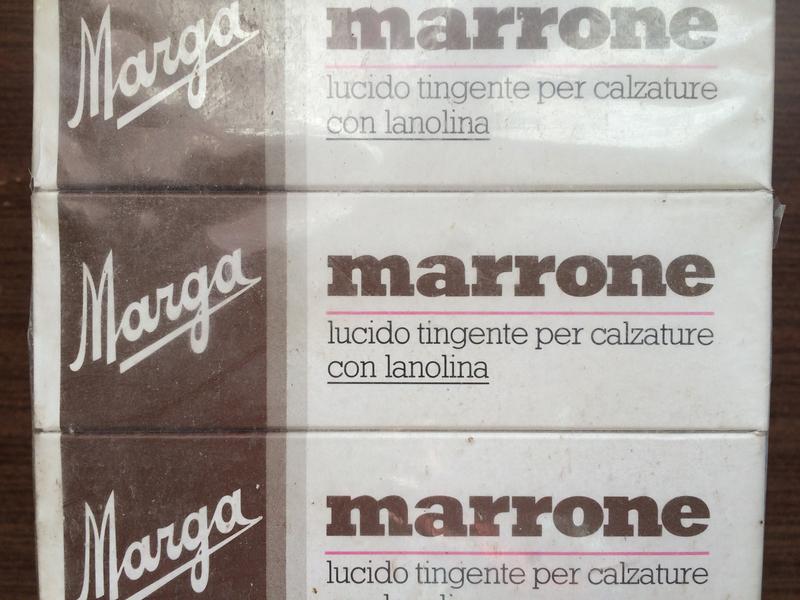 Marga
marrone
lucido tingente per calzature
con lanolina
Marga
marrone
lucido tingente per calzature
con lanolina
Marga
marrone
lucido tingente per calzature